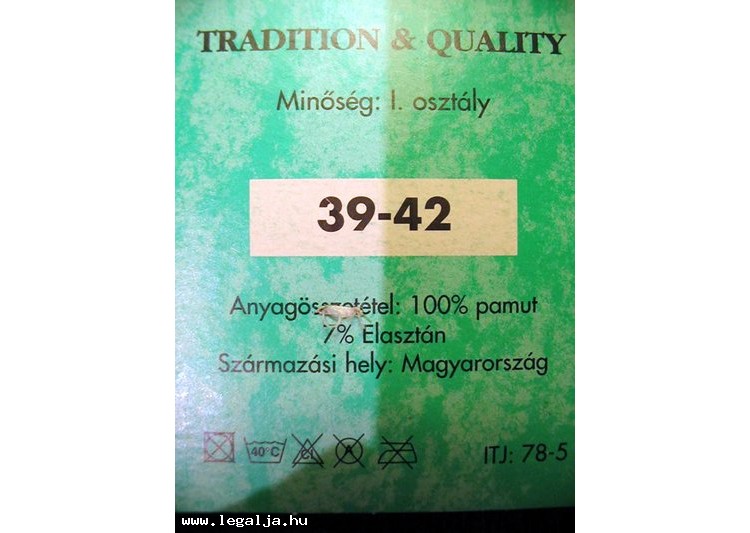 TRADITION & QUALITY
Minőség: I. osztály
39-42
Anyagösszetétel: 100% pamut
7% Elasztán
Származási hely: Magyarország
40°C CL A
ITJ: 78-5
www.legalja.hu